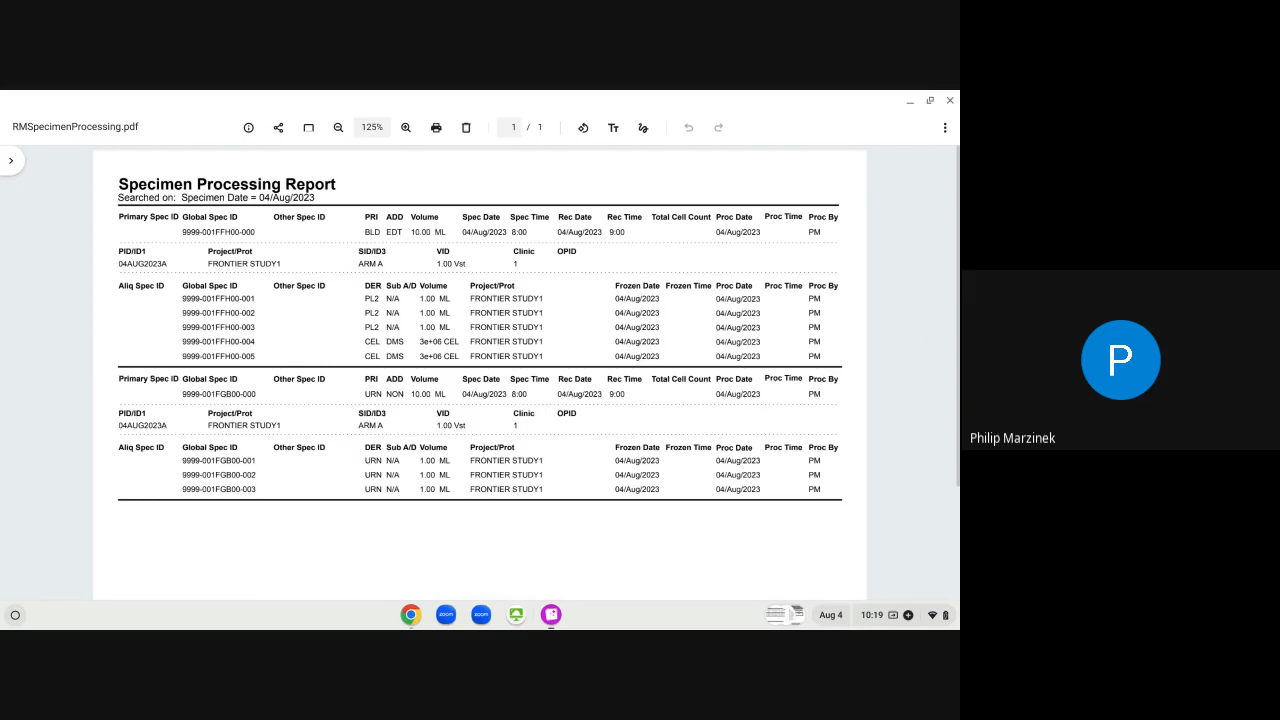 RMSpecimenProcessing.pdf 125% 1 / 1
Specimen Processing Report
Searched on: Specimen Date = 04/Aug/2023
Primary Spec ID Global Spec ID Other Spec ID PRI ADD Volume Spec Date Spec Time Rec Date Rec Time Total Cell Count Proc Date Proc Time Proc By
9999-001FFH00-000 BLD EDT 10.00 ML 04/Aug/2023 8:00 04/Aug/2023 9:00 04/Aug/2023 PM
PID/ID1 Project/Prot SID/ID3 VID Clinic OPID
04AUG2023A FRONTIER STUDY1 ARM A 1.00 Vst 1
Aliq Spec ID Global Spec ID Other Spec ID DER Sub A/D Volume Project/Prot Frozen Date Frozen Time Proc Date Proc Time Proc By
9999-001FFH00-001 PL2 N/A 1.00 ML FRONTIER STUDY1 04/Aug/2023 04/Aug/2023 PM
9999-001FFH00-002 PL2 N/A 1.00 ML FRONTIER STUDY1 04/Aug/2023 04/Aug/2023 PM
9999-001FFH00-003 PL2 N/A 1.00 ML FRONTIER STUDY1 04/Aug/2023 04/Aug/2023 PM
9999-001FFH00-004 CEL DMS 3e+06 CEL FRONTIER STUDY1 04/Aug/2023 04/Aug/2023 PM
9999-001FFH00-005 CEL DMS 3e+06 CEL FRONTIER STUDY1 04/Aug/2023 04/Aug/2023 PM
Primary Spec ID Global Spec ID Other Spec ID PRI ADD Volume Spec Date Spec Time Rec Date Rec Time Total Cell Count Proc Date Proc Time Proc By
9999-001FGB00-000 URN NON 10.00 ML 04/Aug/2023 8:00 04/Aug/2023 9:00 04/Aug/2023 PM
PID/ID1 Project/Prot SID/ID3 VID Clinic OPID
04AUG2023A FRONTIER STUDY1 ARM A 1.00 Vst 1
Aliq Spec ID Global Spec ID Other Spec ID DER Sub A/D Volume Project/Prot Frozen Date Frozen Time Proc Date Proc Time Proc By
9999-001FGB00-001 URN N/A 1.00 ML FRONTIER STUDY1 04/Aug/2023 04/Aug/2023 PM
9999-001FGB00-002 URN N/A 1.00 ML FRONTIER STUDY1 04/Aug/2023 04/Aug/2023 PM
9999-001FGB00-003 URN N/A 1.00 ML FRONTIER STUDY1 04/Aug/2023 04/Aug/2023 PM
zoom zoom Aug 4 10:19
P
Philip Marzinek